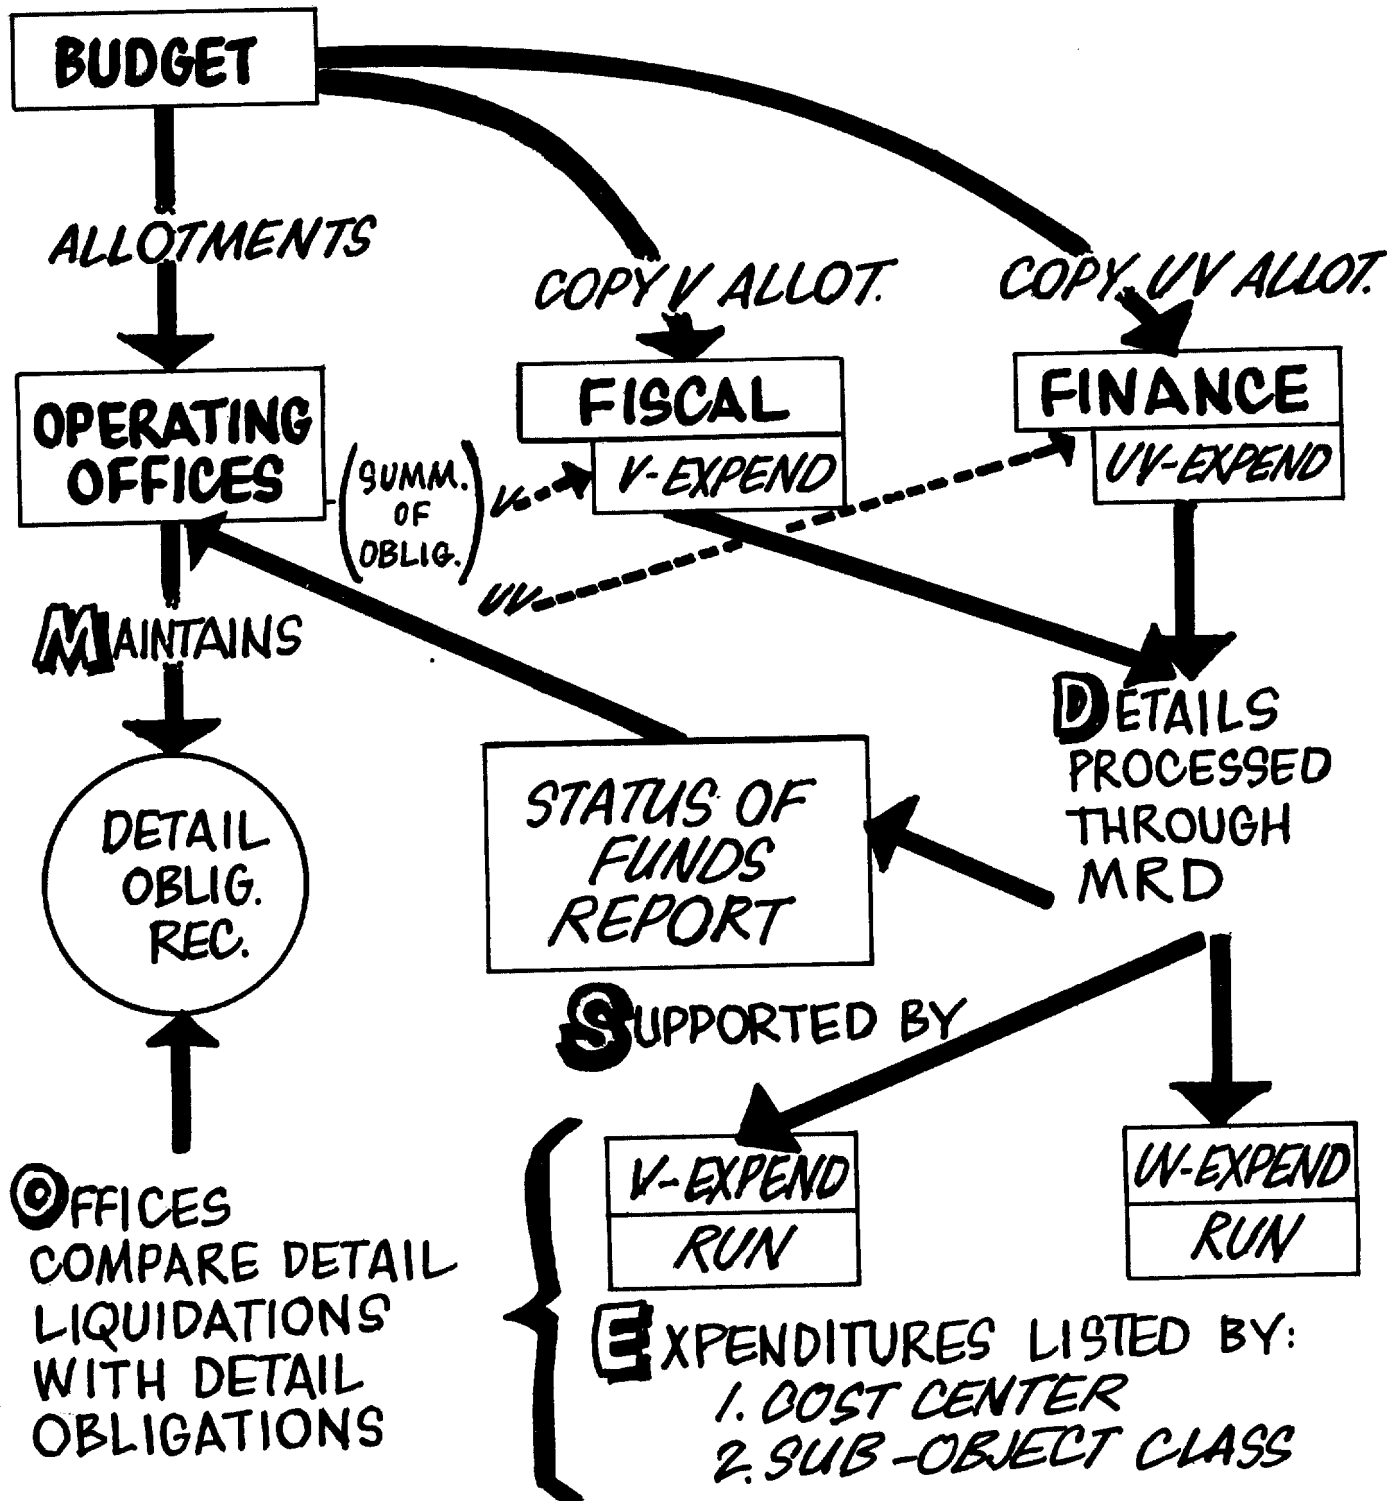 BUDGET
ALLOTMENTS
COPY V ALLOT.
COPY UV ALLOT.
OPERATING
OFFICES
FISCAL
V-EXPEND
FINANCE
UV-EXPEND
(SUMM.
OF
OBLIG.)
V
UV
MAINTAINS
DETAIL
OBLIG.
REC.
STATUS OF
FUNDS
REPORT
DETAILS
PROCESSED
THROUGH
MRD
SUPPORTED BY
V-EXPEND
RUN
UV-EXPEND
RUN
OFFICES
COMPARE DETAIL
LIQUIDATIONS
WITH DETAIL
OBLIGATIONS
EXPENDITURES LISTED BY:
1. COST CENTER
2. SUB-OBJECT CLASS